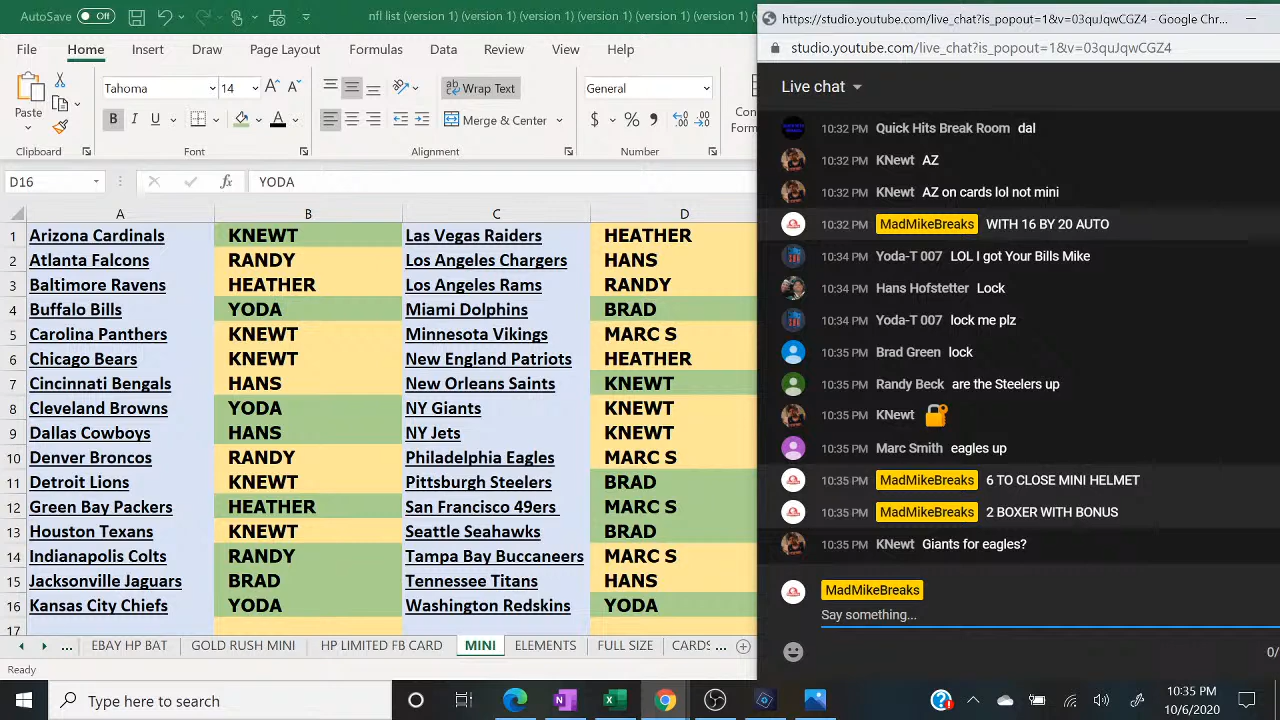 AutoSave Off nfl list (version 1) (version 1) (version 1)
https://studio.youtube.com/live_chat?is_popout=1&v=03quJqwCGZ4 - Google Chr...
studio.youtube.com/live_chat?is_popout=1&v=03quJqwCGZ4
File Home Insert Draw Page Layout Formulas Data Review View Help
Paste
Clipboard
Tahoma 14
B I U
Font
ab Wrap Text
Merge & Center
Alignment
General
$ % 9
Number
Con
Form
D16 fx YODA
A B C D
1 Arizona Cardinals KNEWT Las Vegas Raiders HEATHER
2 Atlanta Falcons RANDY Los Angeles Chargers HANS
3 Baltimore Ravens HEATHER Los Angeles Rams RANDY
4 Buffalo Bills YODA Miami Dolphins BRAD
5 Carolina Panthers KNEWT Minnesota Vikings MARC S
6 Chicago Bears KNEWT New England Patriots HEATHER
7 Cincinnati Bengals HANS New Orleans Saints KNEWT
8 Cleveland Browns YODA NY Giants KNEWT
9 Dallas Cowboys HANS NY Jets KNEWT
10 Denver Broncos RANDY Philadelphia Eagles MARC S
11 Detroit Lions KNEWT Pittsburgh Steelers BRAD
12 Green Bay Packers HEATHER San Francisco 49ers MARC S
13 Houston Texans KNEWT Seattle Seahawks BRAD
14 Indianapolis Colts RANDY Tampa Bay Buccaneers MARC S
15 Jacksonville Jaguars BRAD Tennessee Titans HANS
16 Kansas City Chiefs YODA Washington Redskins YODA
17
... EBAY HP BAT GOLD RUSH MINI HP LIMITED FB CARD MINI ELEMENTS FULL SIZE CARDS ...
Ready
Live chat
10:32 PM Quick Hits Break Room dal
10:32 PM KNewt AZ
10:32 PM KNewt AZ on cards lol not mini
10:32 PM MadMikeBreaks WITH 16 BY 20 AUTO
10:34 PM Yoda-T 007 LOL I got Your Bills Mike
10:34 PM Hans Hofstetter Lock
10:34 PM Yoda-T 007 lock me plz
10:35 PM Brad Green lock
10:35 PM Randy Beck are the Steelers up
10:35 PM KNewt 🔐
10:35 PM Marc Smith eagles up
10:35 PM MadMikeBreaks 6 TO CLOSE MINI HELMET
10:35 PM MadMikeBreaks 2 BOXER WITH BONUS
10:35 PM KNewt Giants for eagles?
MadMikeBreaks
Say something...
0/
Type here to search
10:35 PM
10/6/2020